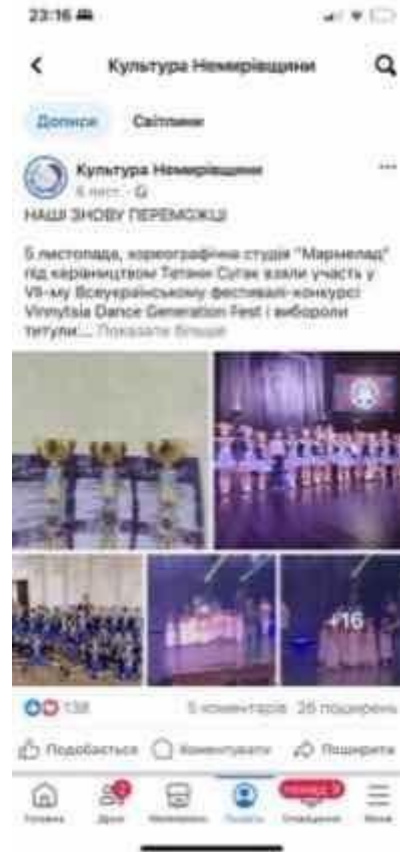 23:16
Культура Немирівщини
Дописи Світлини
Культура Немирівщини
6 лист.
НАШІ ЗНОВУ ПЕРЕМОЖЦІ
5 листопада, хореографічна студія "Мармелад"
під керівництвом Тетяни Сугак взяли участь у
VII-му Всеукраїнському фестивалі-конкурсі
Vinnytsia Dance Generation Fest і вибороли
титули... Показати більше
+16
138 5 коментарів 26 поширень
Подобається Коментувати Поширити
Головна Друзі Сповіщення Меню